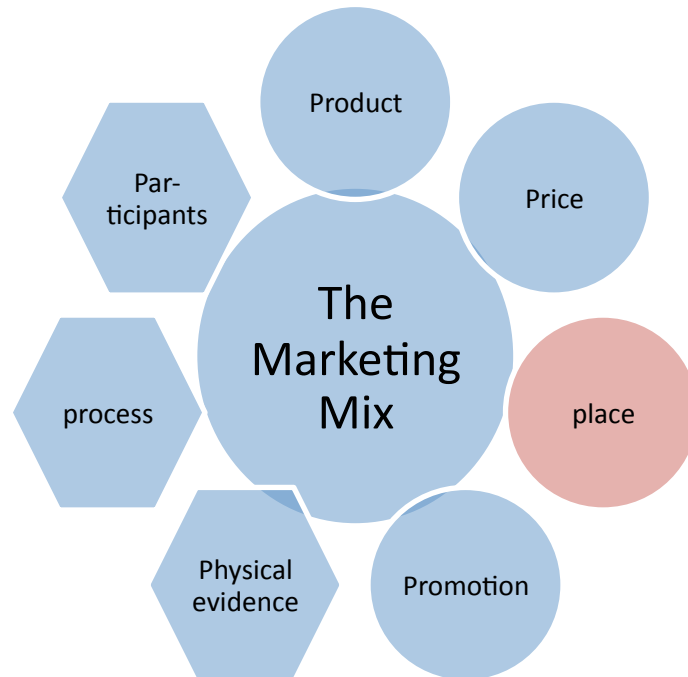 Product
Price
place
Promotion
Physical
evidence
process
Par-
ticipants
The
Marketing
Mix